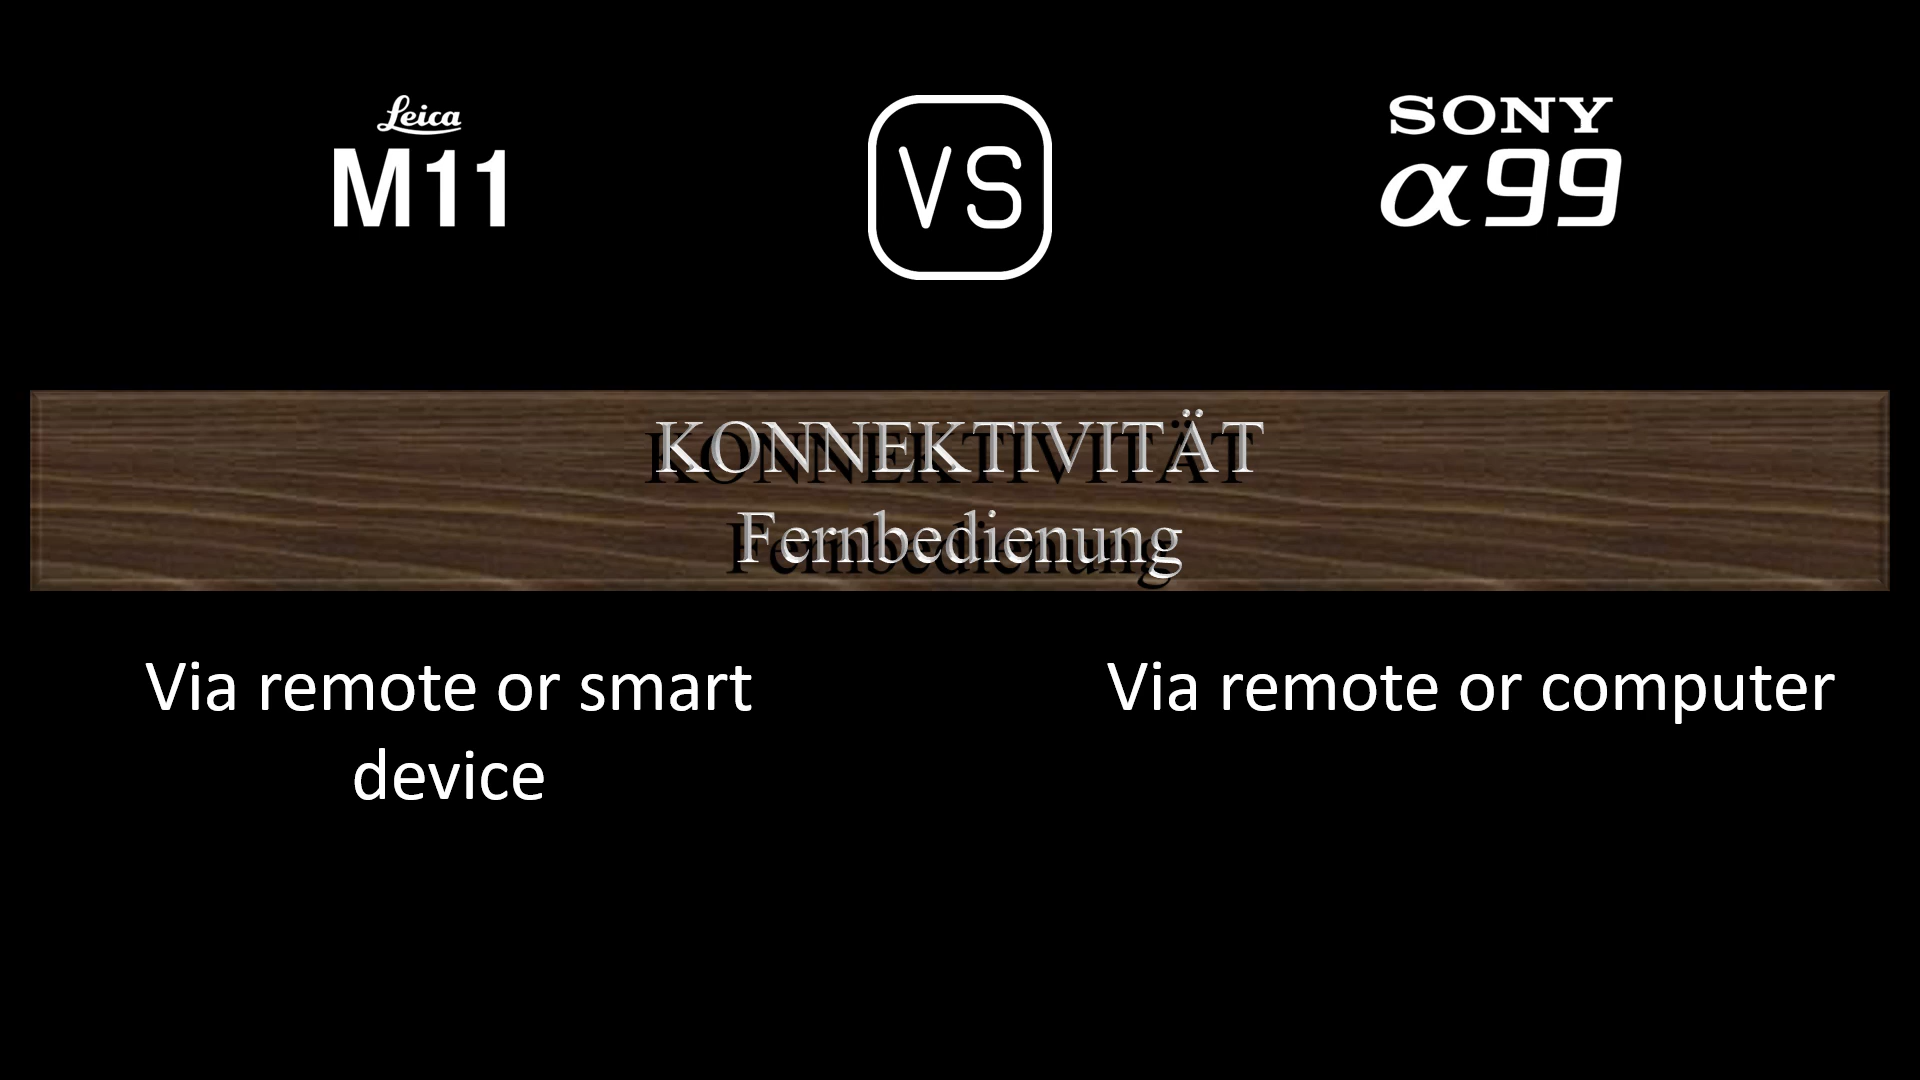 Leica
M11
VS
SONY
α99
KONNEKTIVITÄT
Fernbedienung
Via remote or smart
device
Via remote or computer